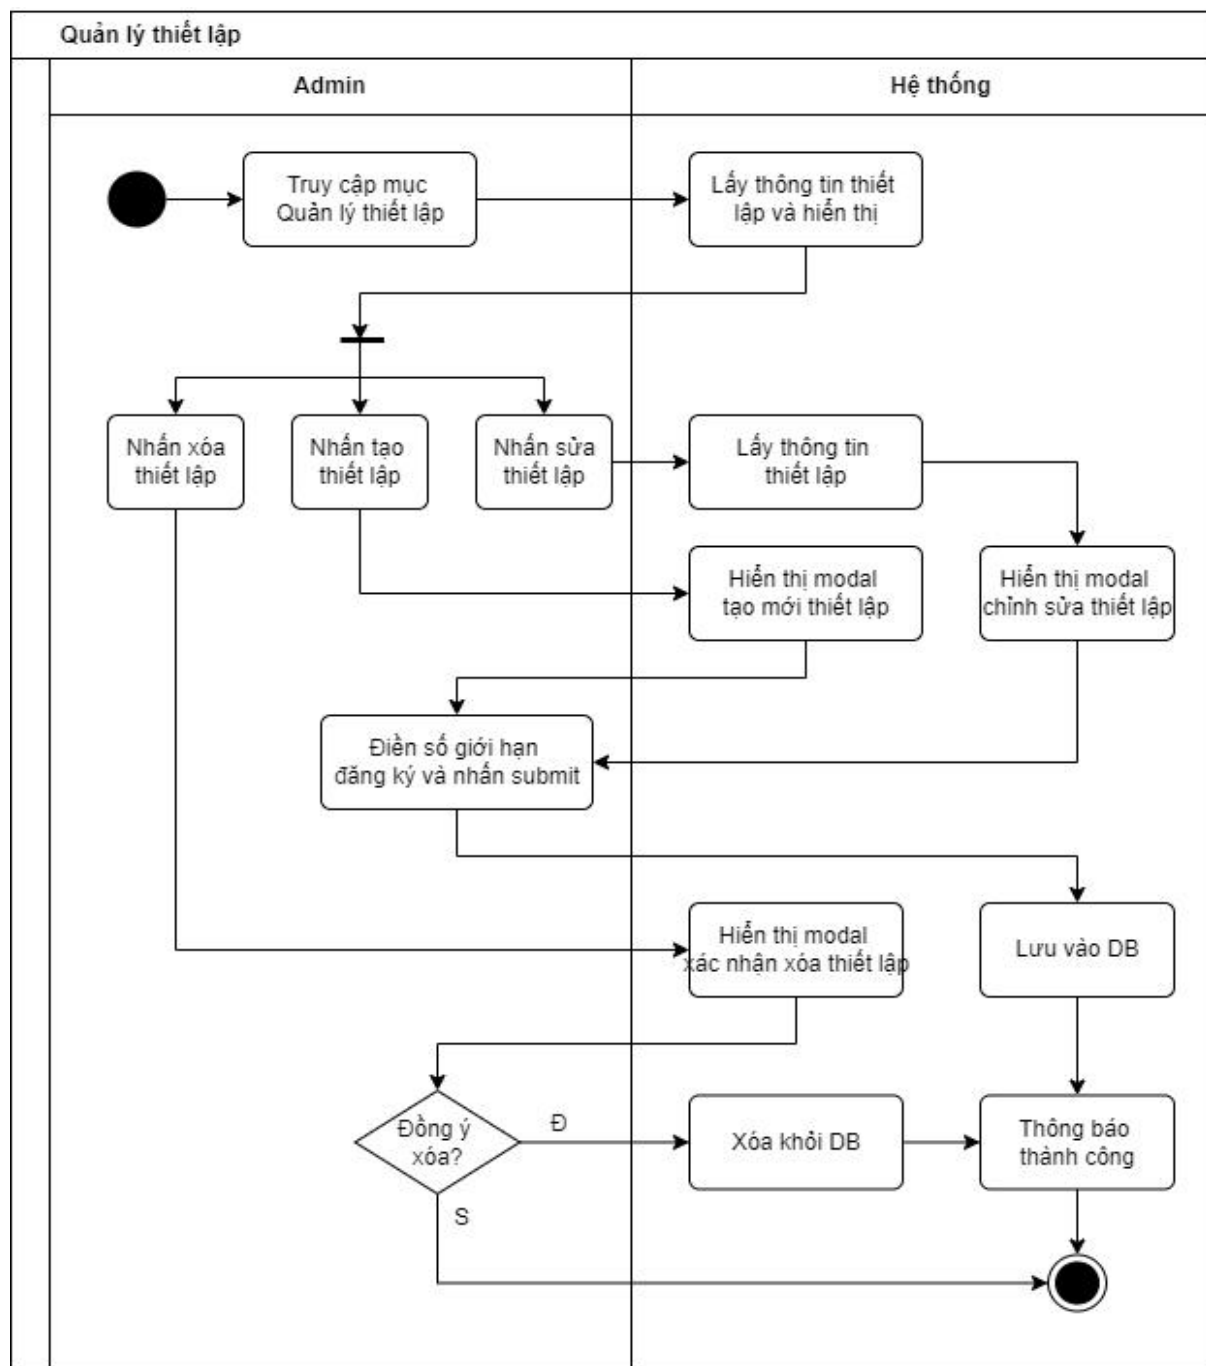 Quản lý thiết lập
Admin
Hệ thống
Truy cập mục
Quản lý thiết lập
Lấy thông tin thiết
lập và hiển thị
Nhấn xóa
thiết lập
Nhấn tạo
thiết lập
Nhấn sửa
thiết lập
Lấy thông tin
thiết lập
Hiển thị modal
tạo mới thiết lập
Hiển thị modal
chỉnh sửa thiết lập
Điền số giới hạn
đăng ký và nhấn submit
Hiển thị modal
xác nhận xóa thiết lập
Lưu vào DB
Đồng ý
xóa?
Đ
Xóa khỏi DB
Thông báo
thành công
S